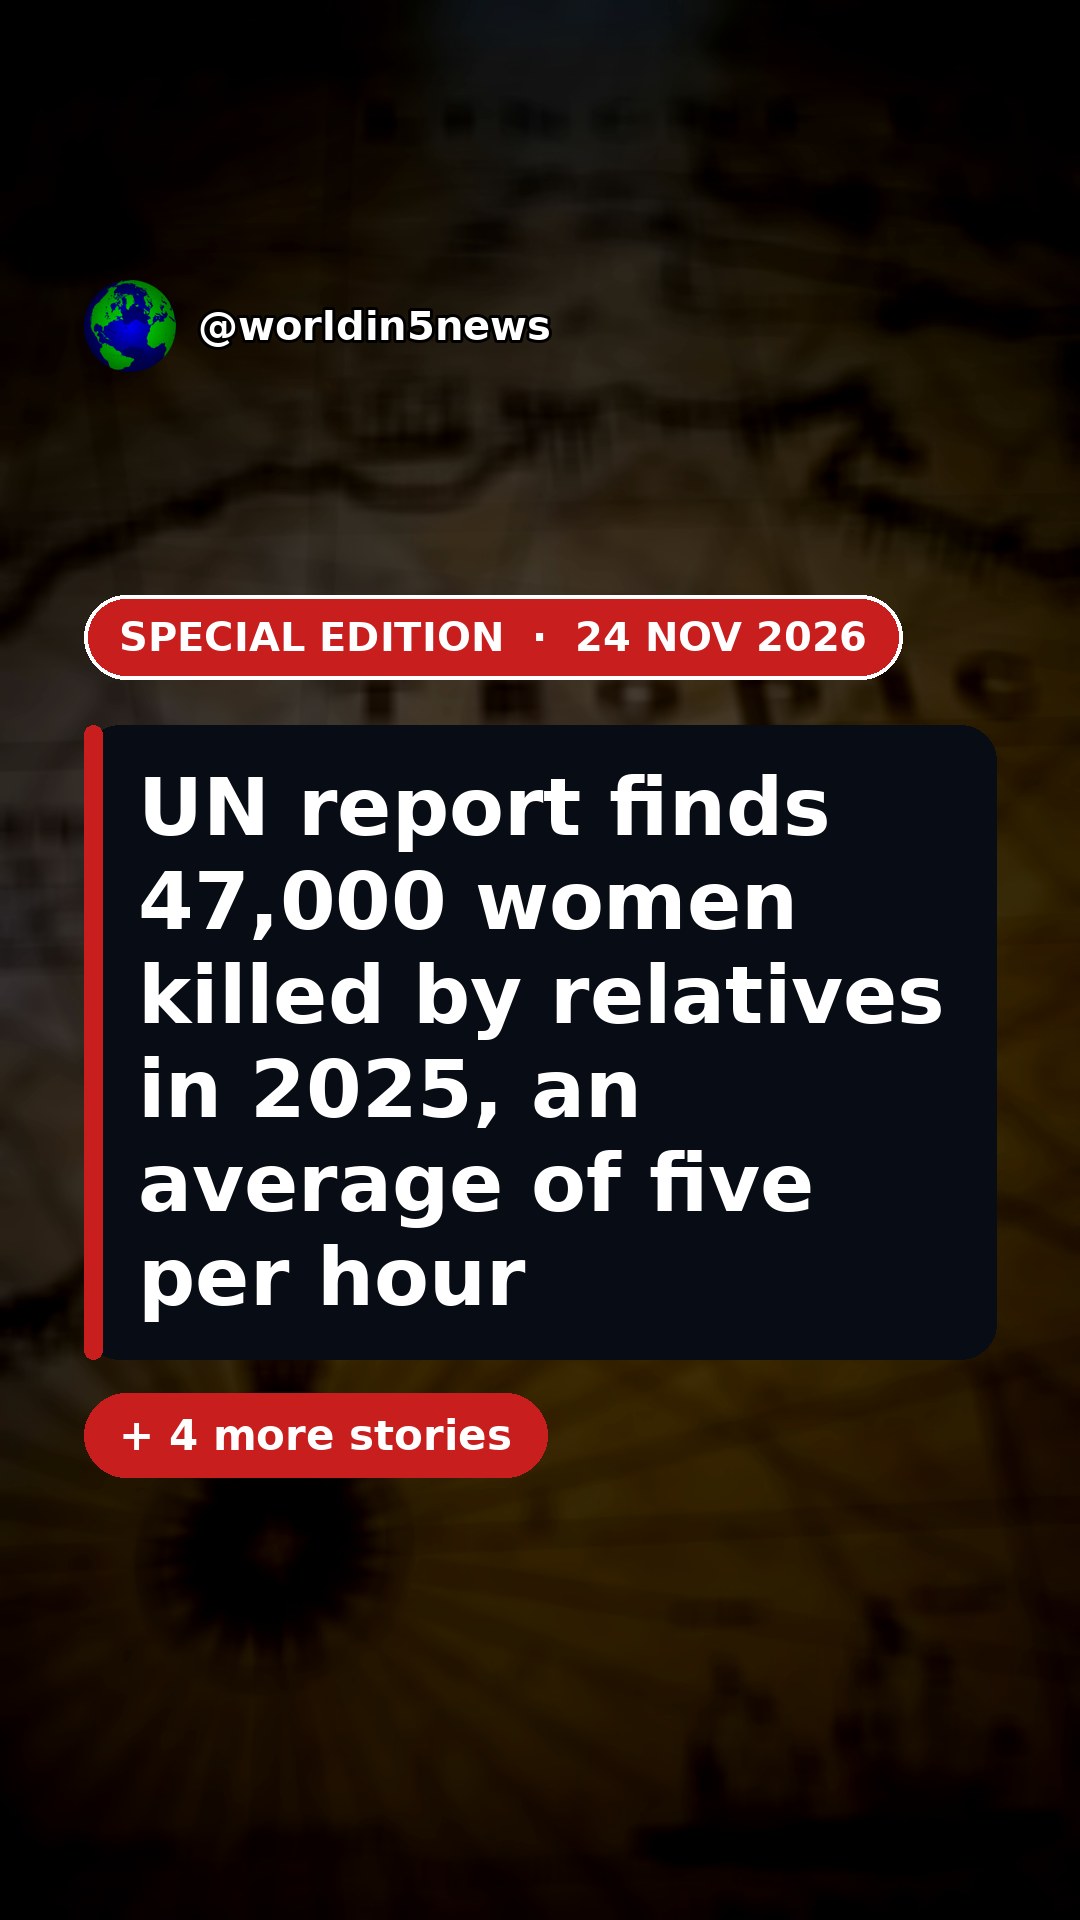 @worldin5news
SPECIAL EDITION · 24 NOV 2026
UN report finds
47,000 women
killed by relatives
in 2025, an
average of five
per hour
+ 4 more stories